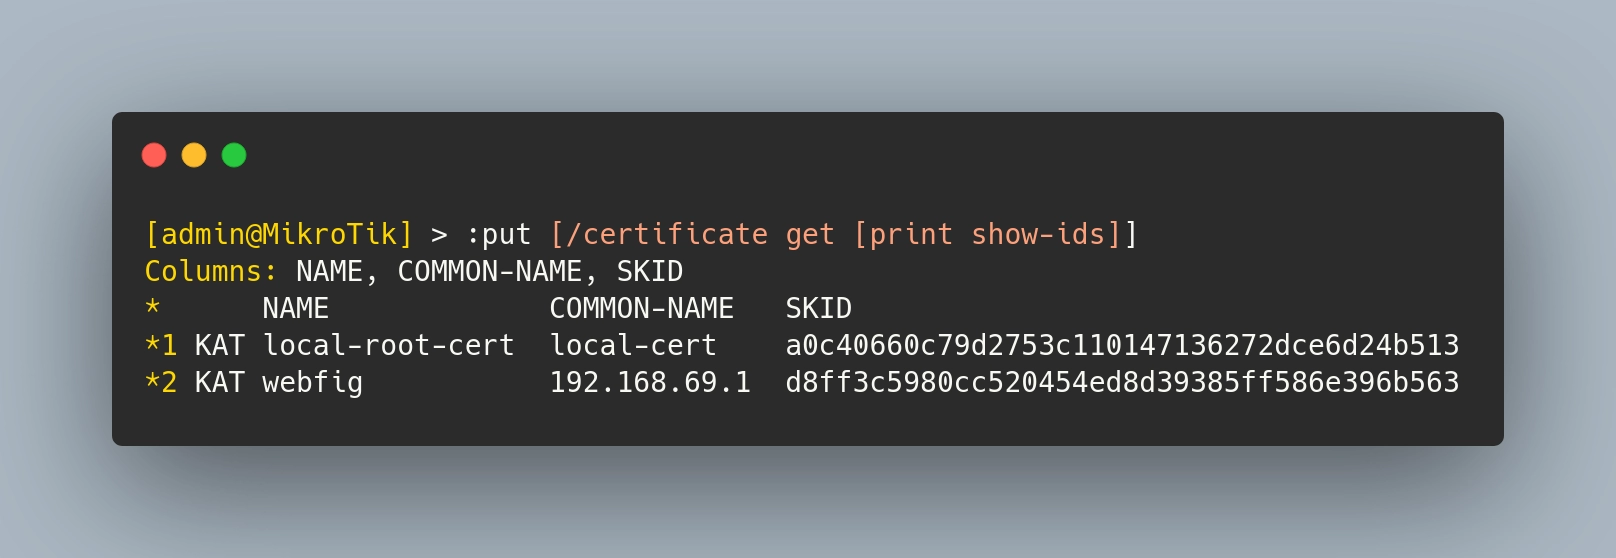 [admin@MikroTik] > :put [/certificate get [print show-ids]]
Columns: NAME, COMMON-NAME, SKID
* NAME COMMON-NAME SKID
*1 KAT local-root-cert local-cert a0c40660c79d2753c110147136272dce6d24b513
*2 KAT webfig 192.168.69.1 d8ff3c5980cc520454ed8d39385ff586e396b563